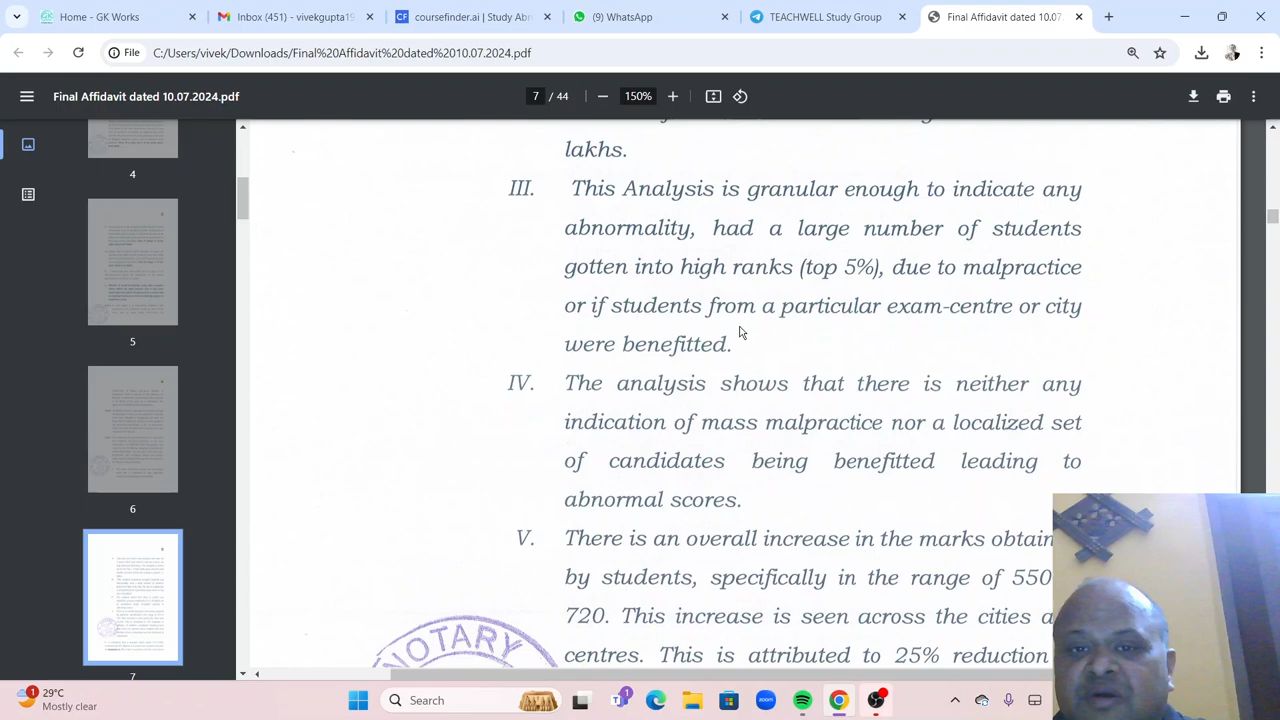 Home - GK Works
Inbox (451) - vivekgupta19
coursefinder.ai | Study Abr
(9) WhatsApp
TEACHWELL Study Group
Final Affidavit dated 10.07.
File
C:/Users/vivek/Downloads/Final%20Affidavit%20dated%2010.07.2024.pdf
Final Affidavit dated 10.07.2024.pdf
7 / 44
150%
lakhs.
III. This Analysis is granular enough to indicate any
abnormality, had a large number of students
gotten into high ranks (top 5%), due to malpractice
or if students from a particular exam-centre or city
were benefitted.
IV. The analysis shows that there is neither any
indication of mass malpractice nor a localized set
of candidates being benefitted leading to
abnormal scores.
V. There is an overall increase in the marks obtain
by students, specifically in the range of 550
720. This increase is seen across the cities a
centres. This is attributed to 25% reduction
4
5
6
7
1
29°C
Mostly clear
Search
1